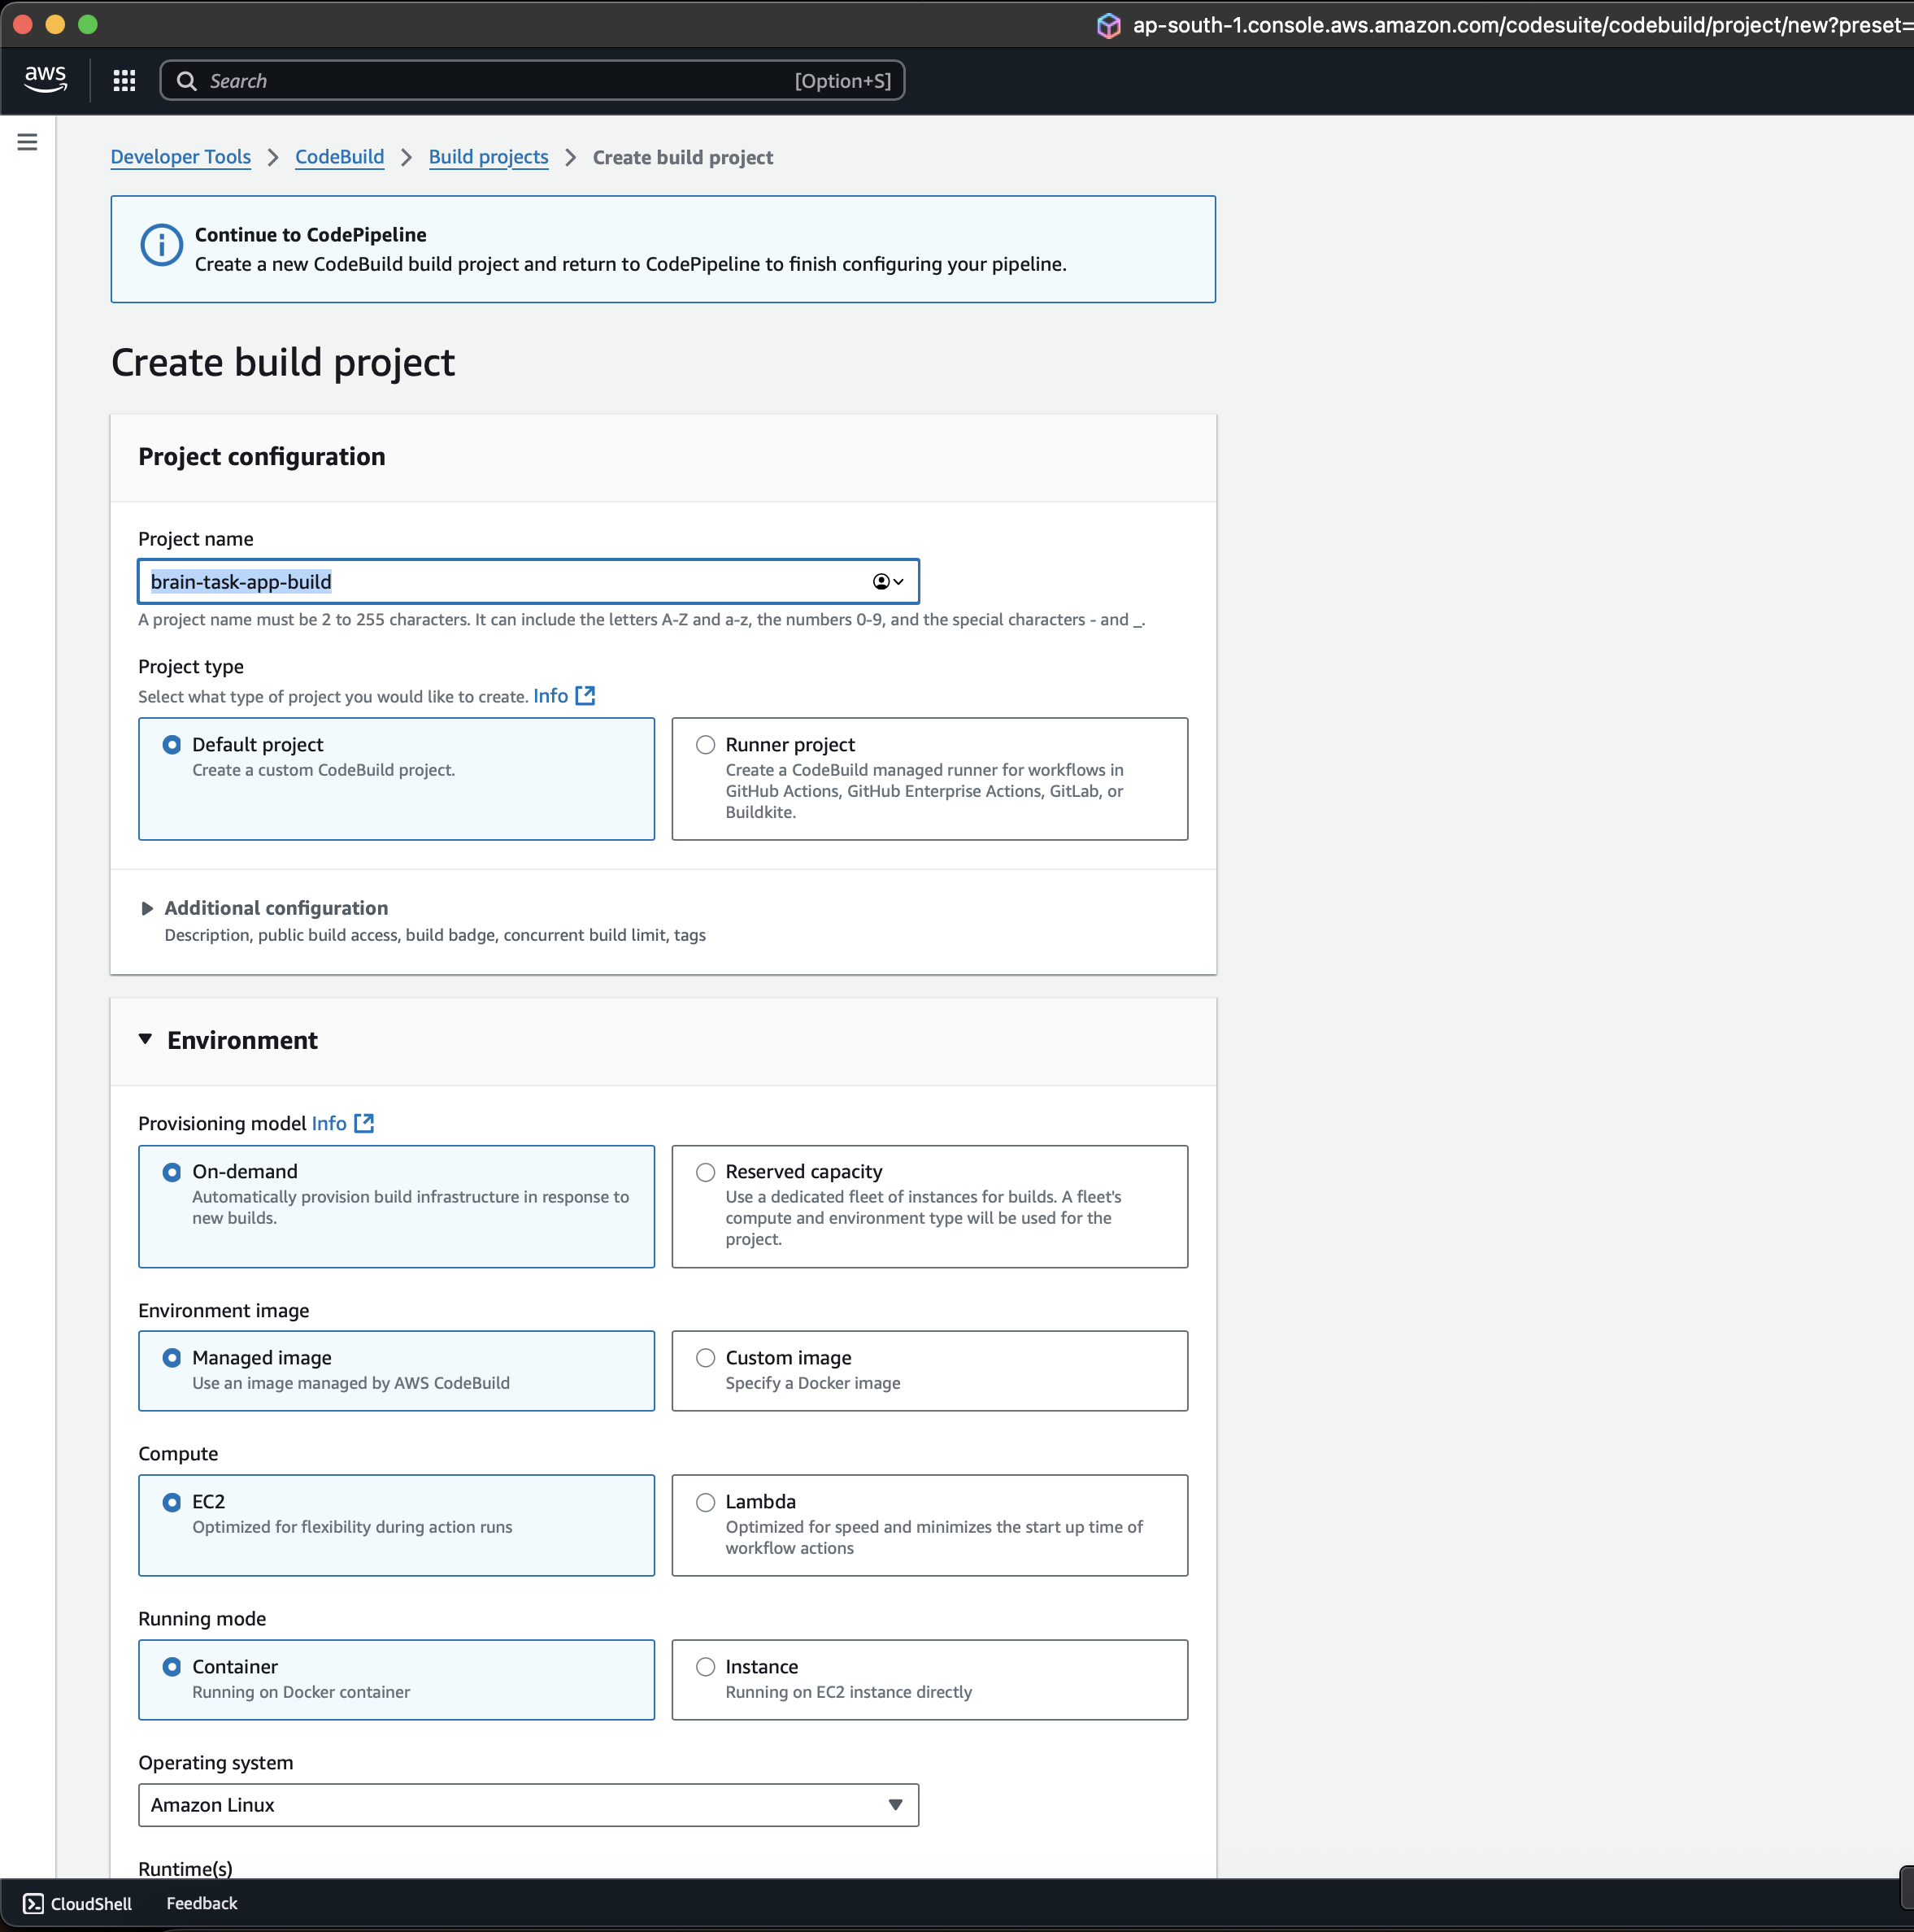 ap-south-1.console.aws.amazon.com/codesuite/codebuild/project/new?preset=
aws
Search [Option+S]
Developer Tools > CodeBuild > Build projects > Create build project
Continue to CodePipeline
Create a new CodeBuild build project and return to CodePipeline to finish configuring your pipeline.
Create build project
Project configuration
Project name
brain-task-app-build
A project name must be 2 to 255 characters. It can include the letters A-Z and a-z, the numbers 0-9, and the special characters - and _.
Project type
Select what type of project you would like to create. Info
Default project
Create a custom CodeBuild project.
Runner project
Create a CodeBuild managed runner for workflows in
GitHub Actions, GitHub Enterprise Actions, GitLab, or
Buildkite.
Additional configuration
Description, public build access, build badge, concurrent build limit, tags
Environment
Provisioning model Info
On-demand
Automatically provision build infrastructure in response to
new builds.
Reserved capacity
Use a dedicated fleet of instances for builds. A fleet's
compute and environment type will be used for the
project.
Environment image
Managed image
Use an image managed by AWS CodeBuild
Custom image
Specify a Docker image
Compute
EC2
Optimized for flexibility during action runs
Lambda
Optimized for speed and minimizes the start up time of
workflow actions
Running mode
Container
Running on Docker container
Instance
Running on EC2 instance directly
Operating system
Amazon Linux
Runtime(s)
CloudShell Feedback